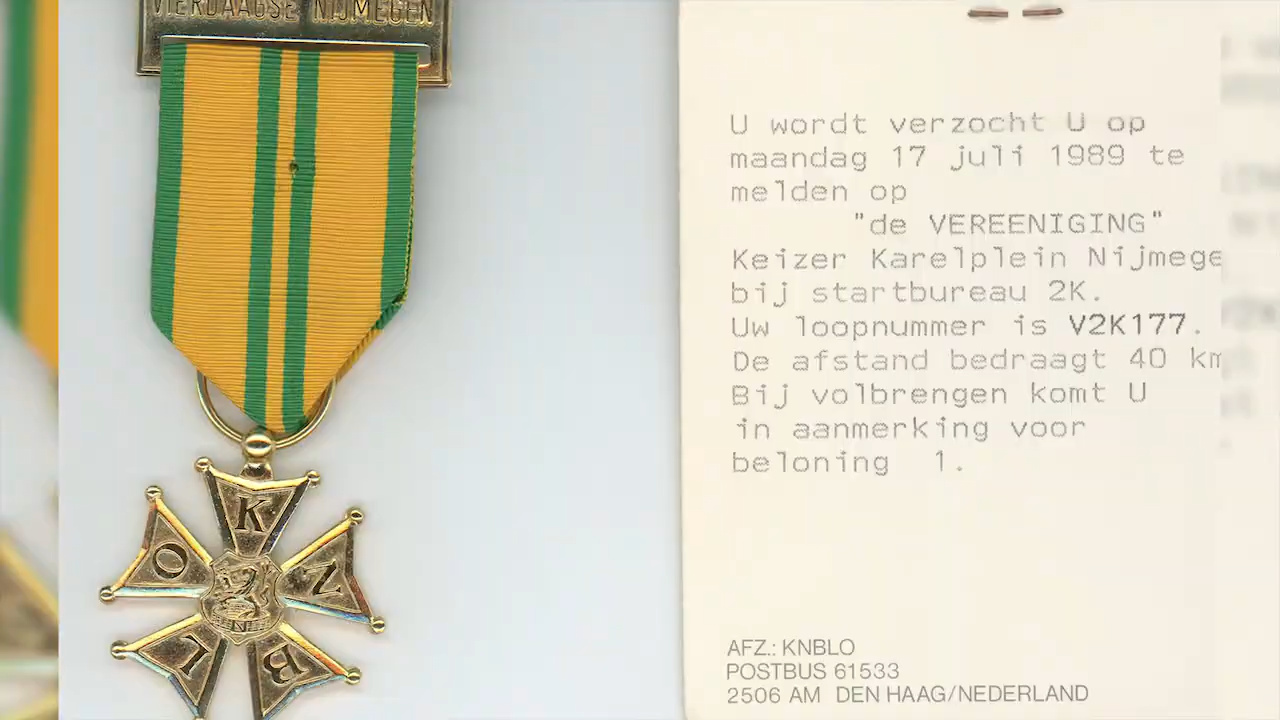 VIERDAAGSE NIJMEGEN
K
N
B
L
O
U wordt verzocht U op
maandag 17 juli 1989 te
melden op
"de VEREENIGING"
Keizer Karelplein Nijmege
bij startbureau 2K.
Uw loopnummer is V2K177.
De afstand bedraagt 40 km
Bij volbrengen komt U
in aanmerking voor
beloning 1.
AFZ.: KNBLO
POSTBUS 61533
2506 AM DEN HAAG/NEDERLAND